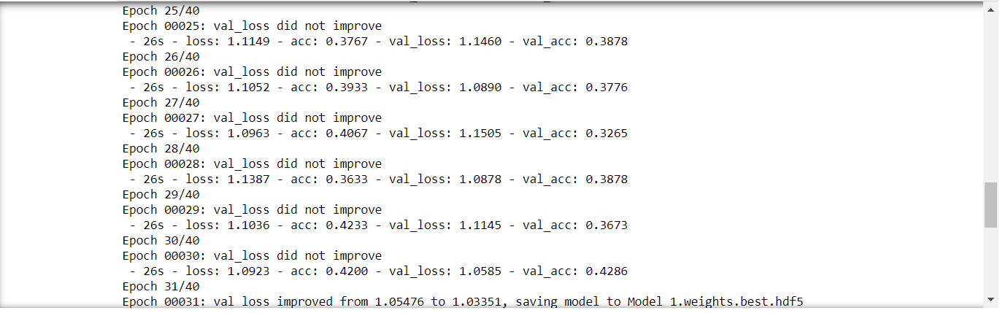 Epoch 25/40
Epoch 00025: val_loss did not improve
- 26s - loss: 1.1149 - acc: 0.3767 - val_loss: 1.1460 - val_acc: 0.3878
Epoch 26/40
Epoch 00026: val_loss did not improve
- 26s - loss: 1.1052 - acc: 0.3933 - val_loss: 1.0890 - val_acc: 0.3776
Epoch 27/40
Epoch 00027: val_loss did not improve
- 26s - loss: 1.0963 - acc: 0.4067 - val_loss: 1.1505 - val_acc: 0.3265
Epoch 28/40
Epoch 00028: val_loss did not improve
- 26s - loss: 1.1387 - acc: 0.3633 - val_loss: 1.0878 - val_acc: 0.3878
Epoch 29/40
Epoch 00029: val_loss did not improve
- 26s - loss: 1.1036 - acc: 0.4233 - val_loss: 1.1145 - val_acc: 0.3673
Epoch 30/40
Epoch 00030: val_loss did not improve
- 26s - loss: 1.0923 - acc: 0.4200 - val_loss: 1.0585 - val_acc: 0.4286
Epoch 31/40
Epoch 00031: val_loss improved from 1.05476 to 1.03351, saving model to Model_1.weights.best.hdf5